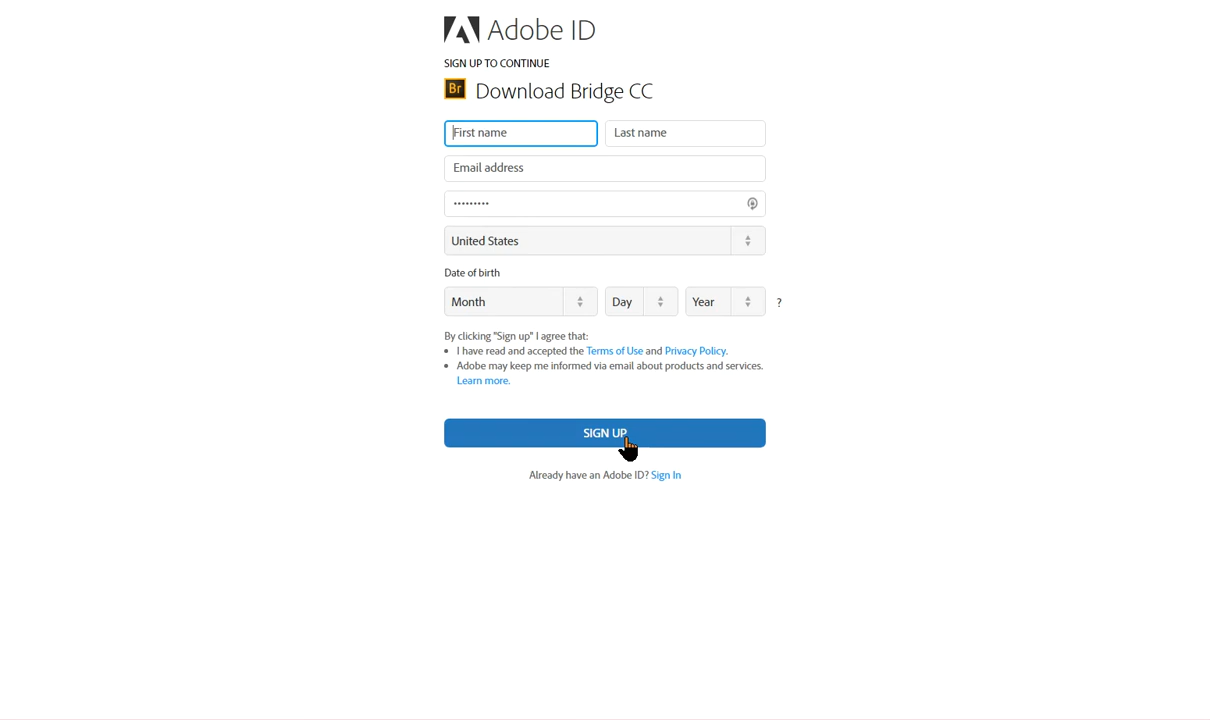 Adobe ID
SIGN UP TO CONTINUE
Br Download Bridge CC
First name Last name
Email address
•••••••••
United States
Date of birth
Month Day Year ?
By clicking "Sign up" I agree that:
• I have read and accepted the Terms of Use and Privacy Policy.
• Adobe may keep me informed via email about products and services.
Learn more.
SIGN UP
Already have an Adobe ID? Sign In